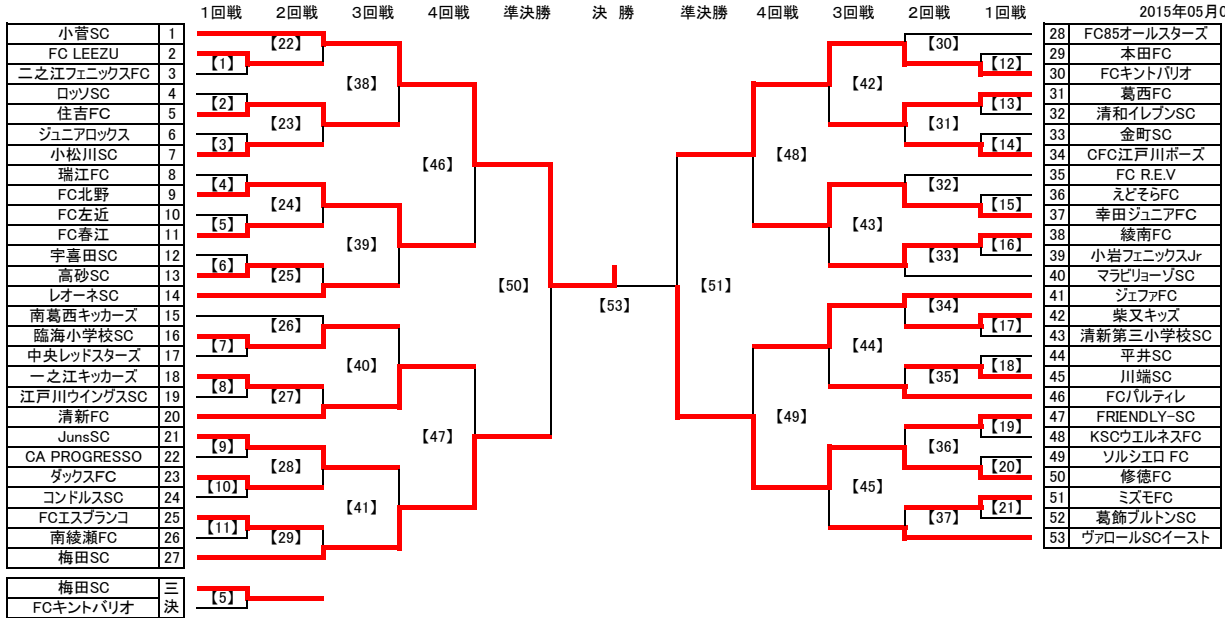 1回戦 2回戦 3回戦 4回戦 準決勝 決 勝 準決勝 4回戦 3回戦 2回戦 1回戦 2015年05月0
小菅SC 1
FC LEEZU 2
二之江フェニックスFC 3
ロッソSC 4
住吉FC 5
ジュニアロックス 6
小松川SC 7
瑞江FC 8
FC北野 9
FC左近 10
FC春江 11
宇喜田SC 12
高砂SC 13
レオーネSC 14
南葛西キッカーズ 15
臨海小学校SC 16
中央レッドスターズ 17
一之江キッカーズ 18
江戸川ウイングスSC 19
清新FC 20
JunsSC 21
CA PROGRESSO 22
ダックスFC 23
コンドルスSC 24
FCエスブランコ 25
南綾瀬FC 26
梅田SC 27
【1】
【2】
【3】
【4】
【5】
【6】
【7】
【8】
【9】
【10】
【11】
【22】
【23】
【24】
【25】
【26】
【27】
【28】
【29】
【38】
【39】
【40】
【41】
【46】
【47】
【50】
【53】
【51】
【48】
【49】
【42】
【43】
【44】
【45】
【30】
【31】
【32】
【33】
【34】
【35】
【36】
【37】
【12】
【13】
【14】
【15】
【16】
【17】
【18】
【19】
【20】
【21】
28 FC85オールスターズ
29 本田FC
30 FCキントバリオ
31 葛西FC
32 清和イレブンSC
33 金町SC
34 CFC江戸川ボーズ
35 FC R.E.V
36 えどそらFC
37 幸田ジュニアFC
38 綾南FC
39 小岩フェニックスJr
40 マラビリョーゾSC
41 ジェファFC
42 柴又キッズ
43 清新第三小学校SC
44 平井SC
45 川端SC
46 FCパルティレ
47 FRIENDLY-SC
48 KSCウエルネスFC
49 ソルシエロ FC
50 修徳FC
51 ミズモFC
52 葛飾ブルトンSC
53 ヴァロールSCイースト
梅田SC
FCキントバリオ
三決
【5】